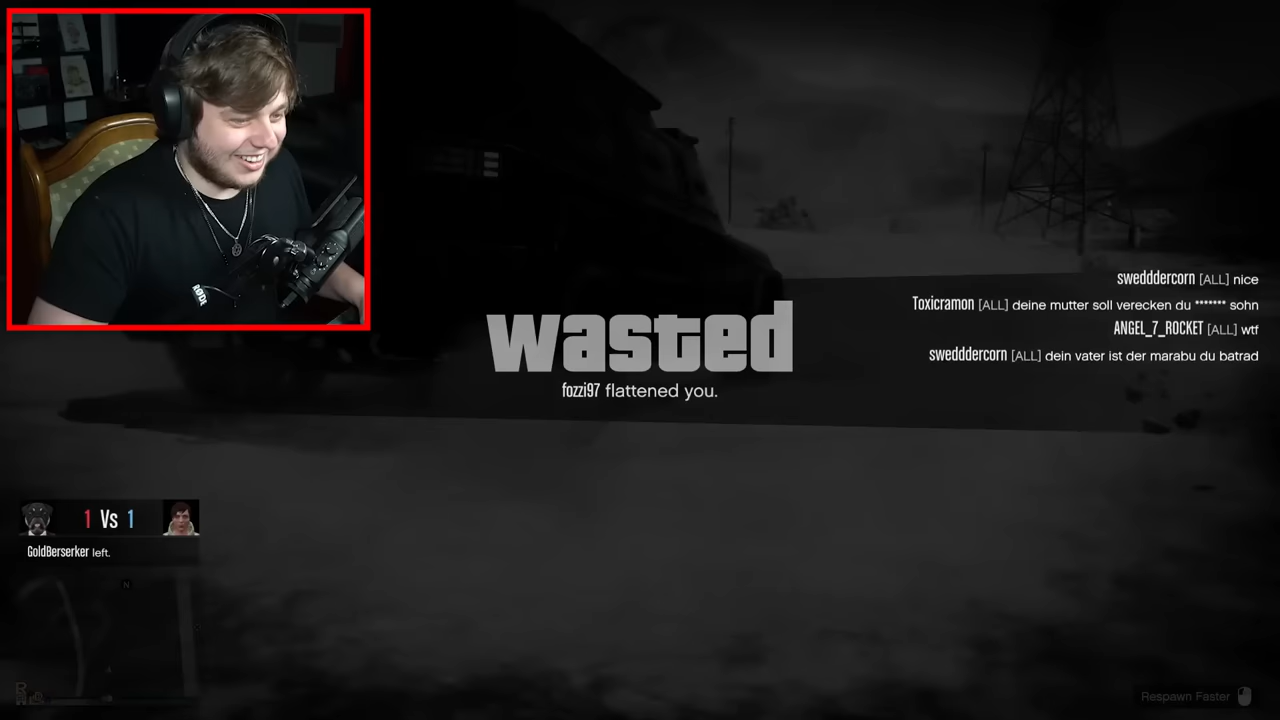 swedddercorn [ALL] nice
Toxicramon [ALL] deine mutter soll verecken du ******* sohn
ANGEL_7_ROCKET [ALL] wtf
swedddercorn [ALL] dein vater ist der marabu du batrad
wasted
fozzi97 flattened you.
1 Vs 1
GoldBerserker left.
N
Respawn Faster